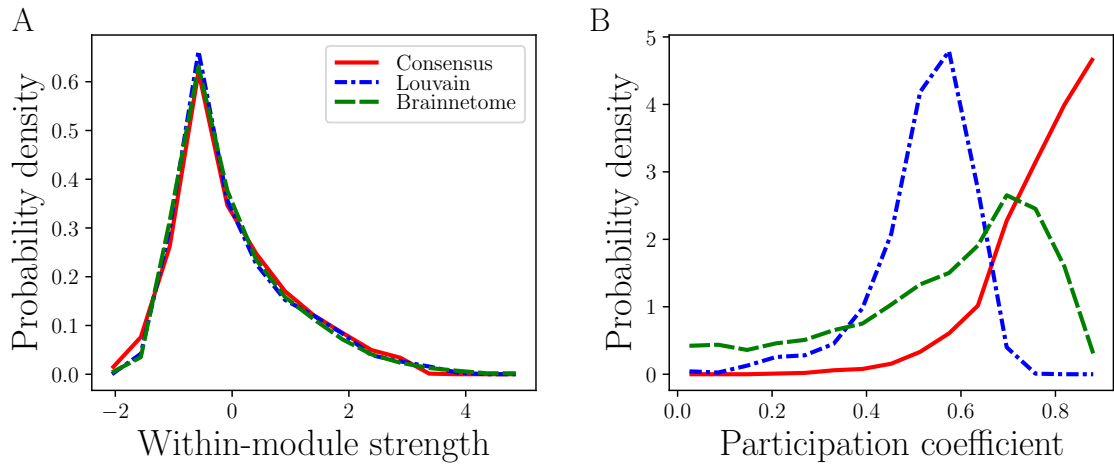 A
Probability density
0.6
0.5
0.4
0.3
0.2
0.1
0.0
−2
0
2
4
Within-module strength
Consensus
Louvain
Brainnetome
B
Probability density
5
4
3
2
1
0
0.0
0.2
0.4
0.6
0.8
Participation coefficient